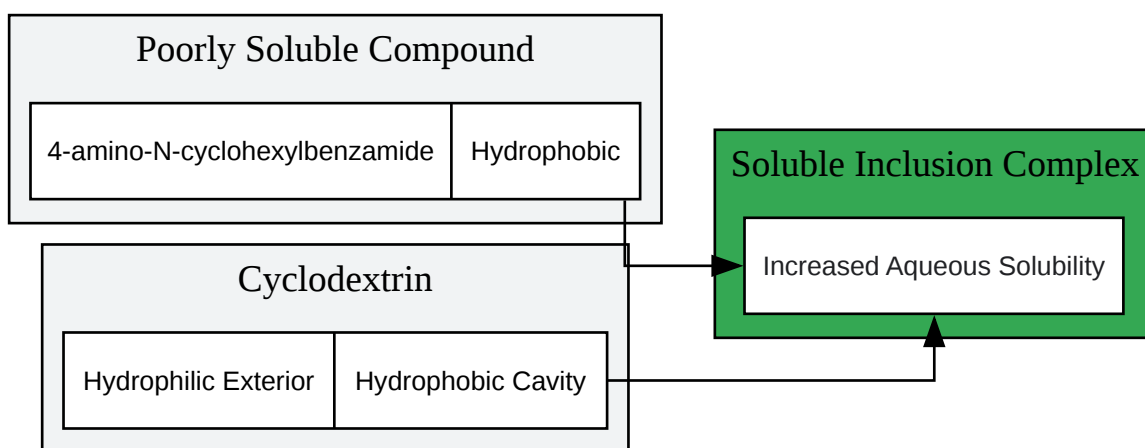 Poorly Soluble Compound
4-amino-N-cyclohexylbenzamide
Hydrophobic
Cyclodextrin
Hydrophilic Exterior
Hydrophobic Cavity
Soluble Inclusion Complex
Increased Aqueous Solubility